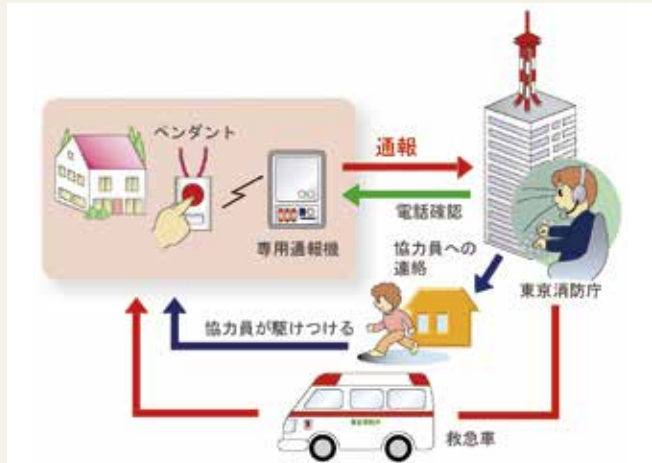 ペンダント
通報
電話確認
専用通報機
協力員への
連絡
東京消防庁
協力員が駆けつける
救急車